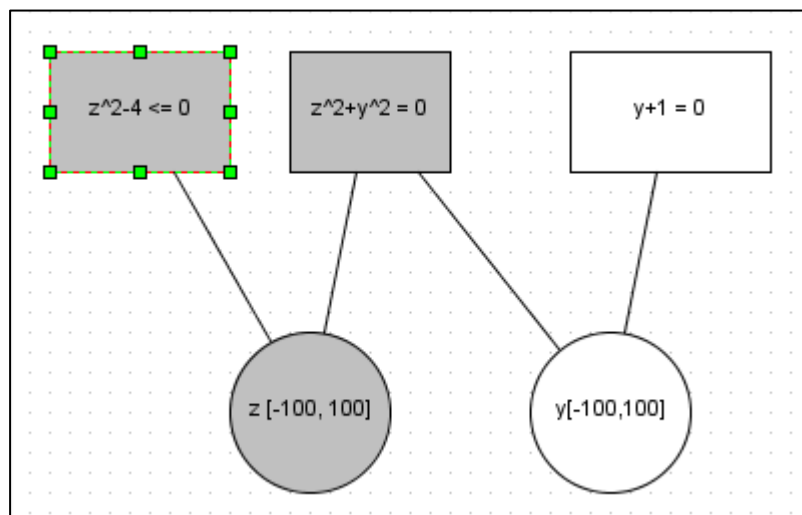 z^2-4 <= 0
z^2+y^2 = 0
y+1 = 0
z [-100, 100]
y[-100,100]